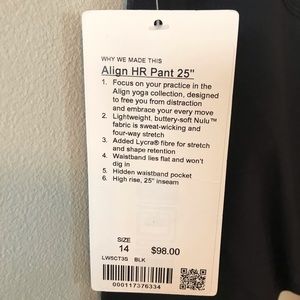 WHY WE MADE THIS
Align HR Pant 25"
1. Focus on your practice in the
Align yoga collection, designed
to free you from distraction
and embrace your every move
2. Lightweight, buttery-soft Nulu™
fabric is sweat-wicking and
four-way stretch
3. Added Lycra® fibre for stretch
and shape retention
4. Waistband lies flat and won't
dig in
5. Hidden waistband pocket
6. High rise, 25" inseam
SIZE
14 $98.00
LW5CT3S BLK
000117376334